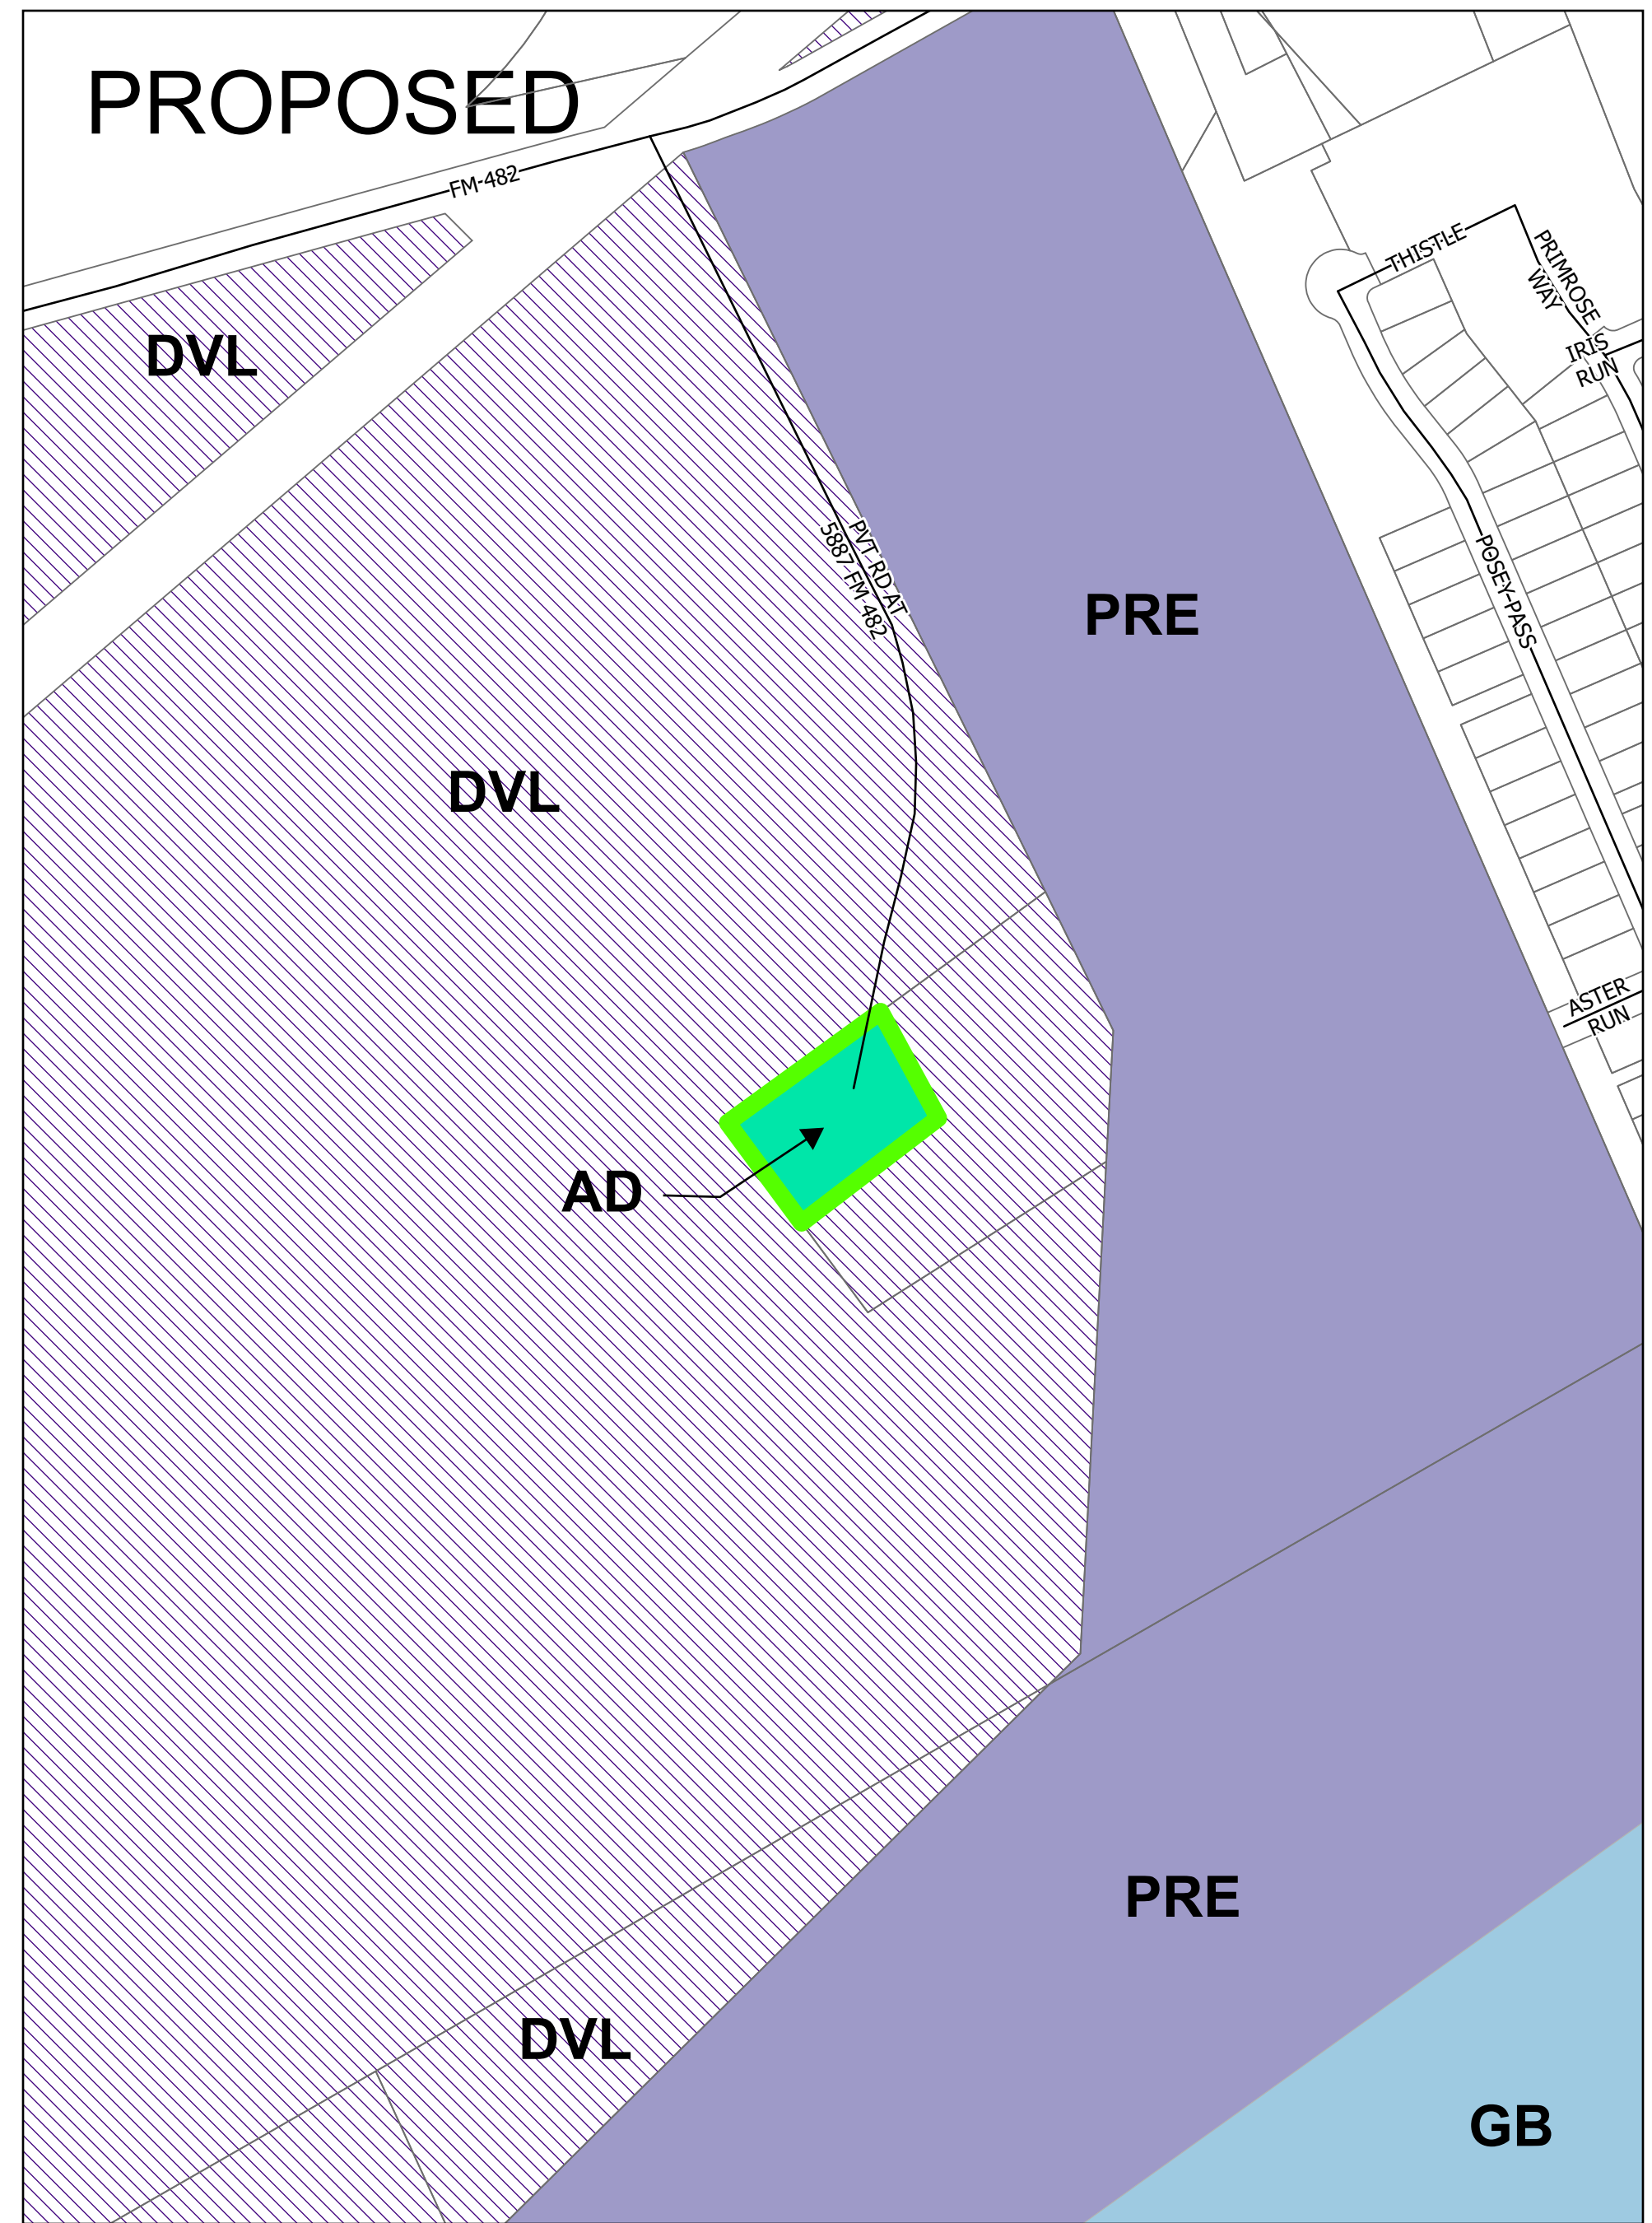 PROPOSED
FM-482
THISTLE
PRIMROSE
WAY
IRIS
RUN
DVL
PVT RD AT
5887 FM-482
PRE
POSEY-PASS
DVL
ASTER
RUN
AD
PRE
DVL
GB